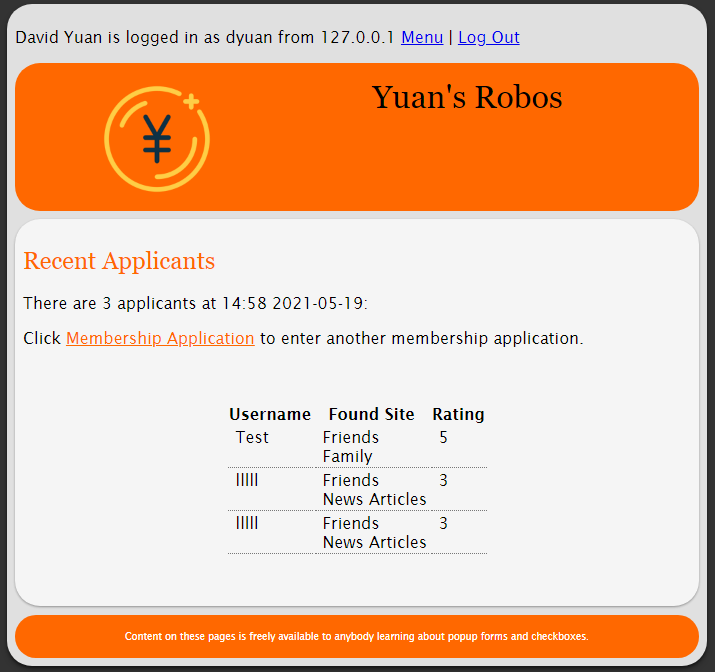 David Yuan is logged in as dyuan from 127.0.0.1 Menu | Log Out
¥
Yuan's Robos
Recent Applicants
There are 3 applicants at 14:58 2021-05-19:
Click Membership Application to enter another membership application.
Username Found Site Rating
Test Friends 5
Family
lllll Friends 3
News Articles
lllll Friends 3
News Articles
Content on these pages is freely available to anybody learning about popup forms and checkboxes.